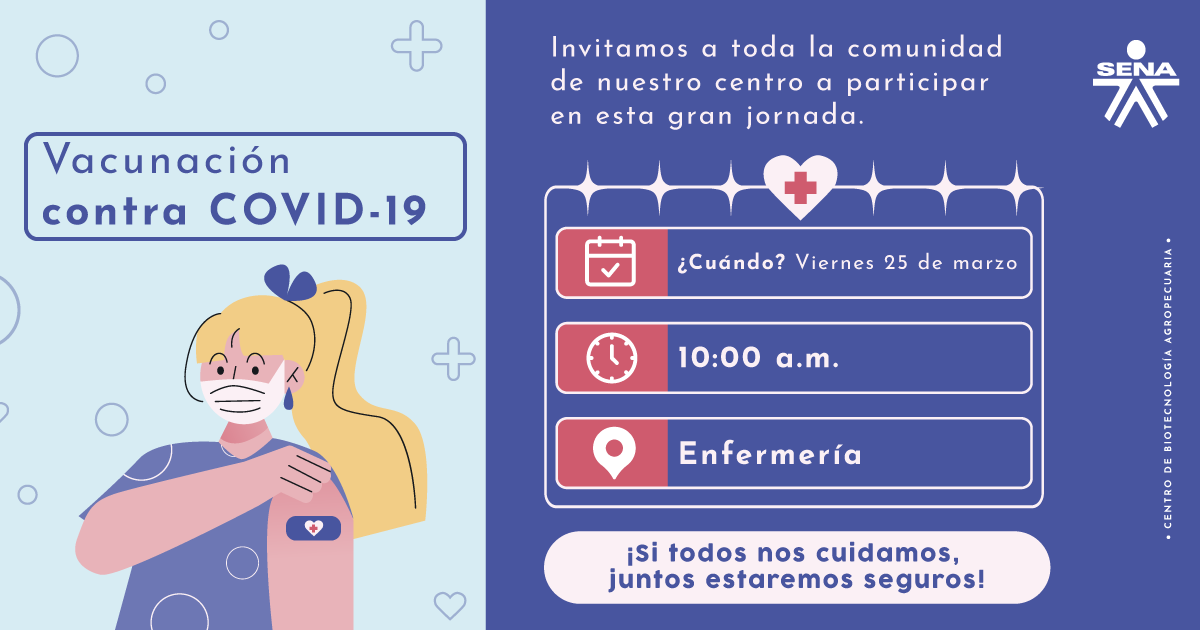 Vacunación
contra COVID-19
Invitamos a toda la comunidad
de nuestro centro a participar
en esta gran jornada.
SENA
¿Cuándo? Viernes 25 de marzo
10:00 a.m.
Enfermería
¡Si todos nos cuidamos,
juntos estaremos seguros!
• CENTRO DE BIOTECNOLOGÍA AGROPECUARIA •